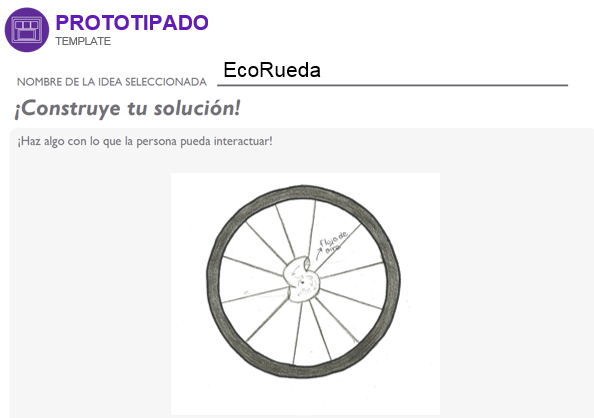 PROTOTIPADO
TEMPLATE
NOMBRE DE LA IDEA SELECCIONADA EcoRueda
¡Construye tu solución!
¡Haz algo con lo que la persona pueda interactuar!
flujo de
aire